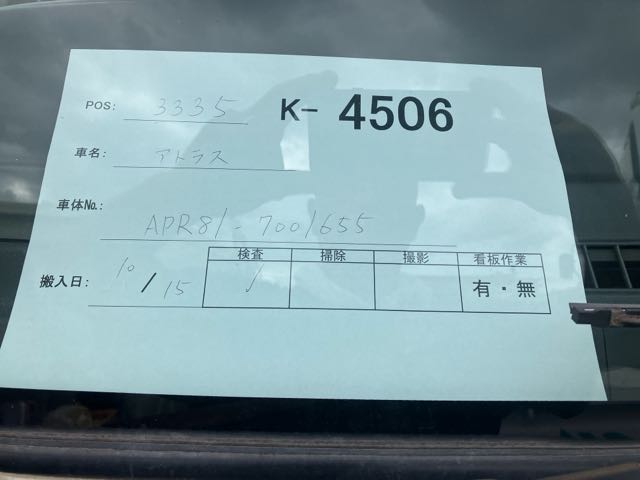 POS: 3335 K- 4506
車名: アトラス
車体No.: APR81-7001655
検査 掃除 撮影 看板作業
搬入日: 10/15 ✓ 有・無